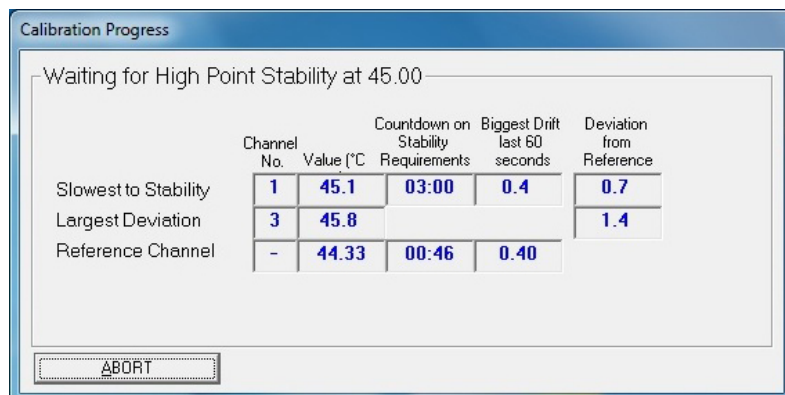 Calibration Progress
Waiting for High Point Stability at 45.00
Channel No. Value (°C Countdown on Stability Requirements Biggest Drift last 60 seconds Deviation from Reference
Slowest to Stability 1 45.1 03:00 0.4 0.7
Largest Deviation 3 45.8 1.4
Reference Channel - 44.33 00:46 0.40
ABORT